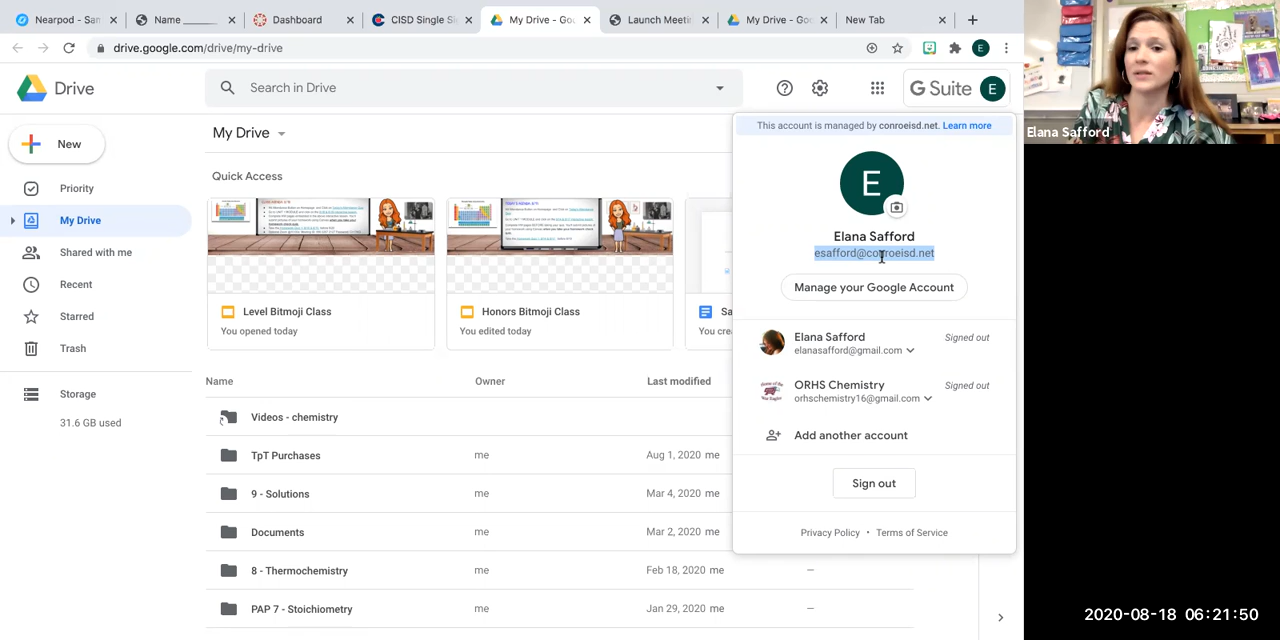 Nearpod - San
Name ______
Dashboard
CISD Single Si
My Drive - Goo
Launch Meeti
My Drive - Goo
New Tab
drive.google.com/drive/my-drive
E
Drive
Search in Drive
G Suite
E
New
Priority
My Drive
Shared with me
Recent
Starred
Trash
Storage
31.6 GB used
My Drive
Quick Access
Level Bitmoji Class
You opened today
Honors Bitmoji Class
You edited today
Sa
You crea
Name
Owner
Last modified
Videos - chemistry
TpT Purchases
me
Aug 1, 2020 me
9 - Solutions
me
Mar 4, 2020 me
Documents
me
Mar 2, 2020 me
8 - Thermochemistry
me
Feb 18, 2020 me
—
PAP 7 - Stoichiometry
me
Jan 29, 2020 me
—
This account is managed by conroeisd.net. Learn more
E
Elana Safford
esafford@conroeisd.net
Manage your Google Account
Elana Safford
Signed out
elanasafford@gmail.com
ORHS Chemistry
Signed out
orhschemistry16@gmail.com
Add another account
Sign out
Privacy Policy • Terms of Service
Elana Safford
2020-08-18 06:21:50